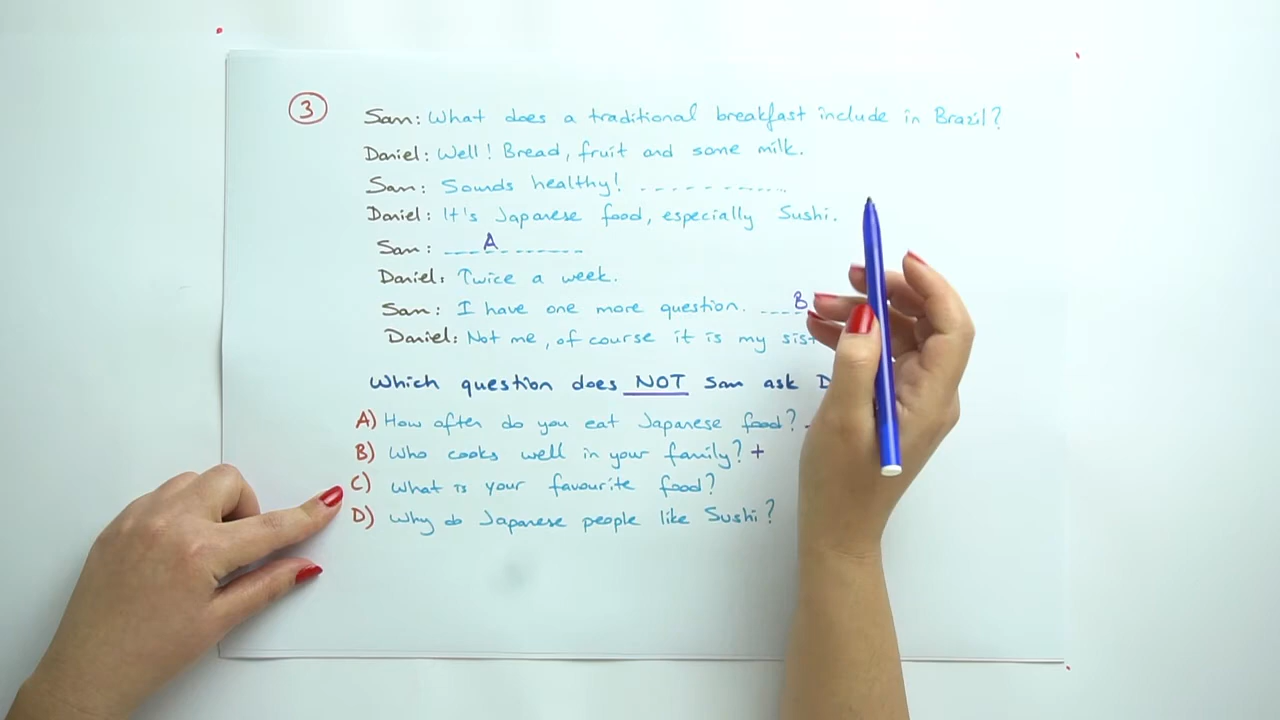 3
Sam: What does a traditional breakfast include in Brazil?
Daniel: Well! Bread, fruit and some milk.
Sam: Sounds healthy! ..............
Daniel: It's Japanese food, especially Sushi.
Sam: ____A________
Daniel: Twice a week.
Sam: I have one more question. ____B
Daniel: Not me, of course it is my
Which question does NOT Sam ask
A) How often do you eat Japanese food?
B) Who cooks well in your family? +
C) What is your favourite food?
D) Why do Japanese people like Sushi?